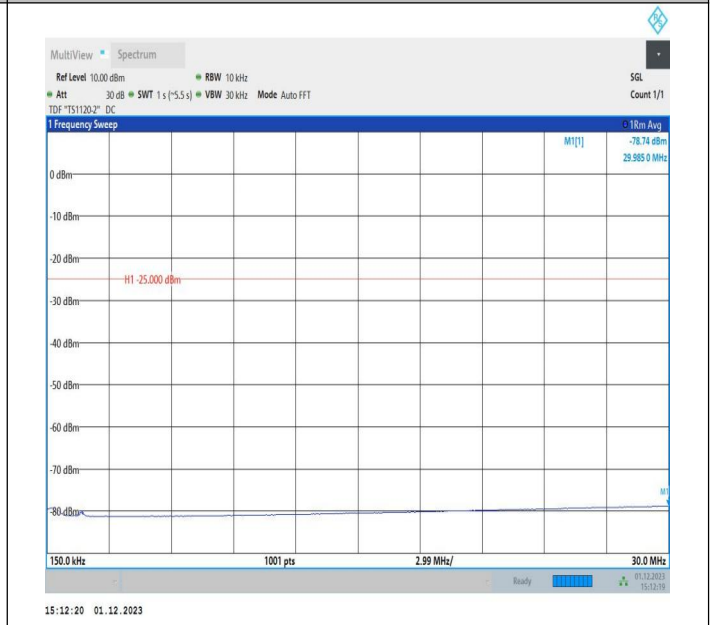 R S
MultiView Spectrum
Ref Level 10.00 dBm RBW 10 kHz SGL
Att 30 dB SWT 1 s (~5.5 s) VBW 30 kHz Mode Auto FFT Count 1/1
TDF "TS1120-2" DC
1 Frequency Sweep 1Rm Avg
M1[1] -78.74 dBm
29.985 0 MHz
0 dBm
-10 dBm
-20 dBm
H1 -25.000 dBm
-30 dBm
-40 dBm
-50 dBm
-60 dBm
-70 dBm
M1
-80 dBm
150.0 kHz 1001 pts 2.99 MHz/ 30.0 MHz
Ready 01.12.2023
15:12:19
15:12:20 01.12.2023